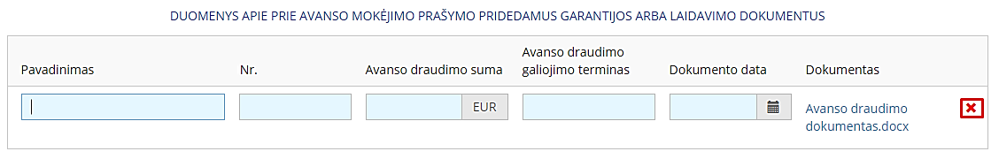 DUOMENYS APIE PRIE AVANSO MOKĖJIMO PRAŠYMO PRIDEDAMUS GARANTIJOS ARBA LAIDAVIMO DOKUMENTUS
Pavadinimas
Nr.
Avanso draudimo suma
Avanso draudimo
galiojimo terminas
Dokumento data
Dokumentas
EUR
Avanso draudimo
dokumentas.docx